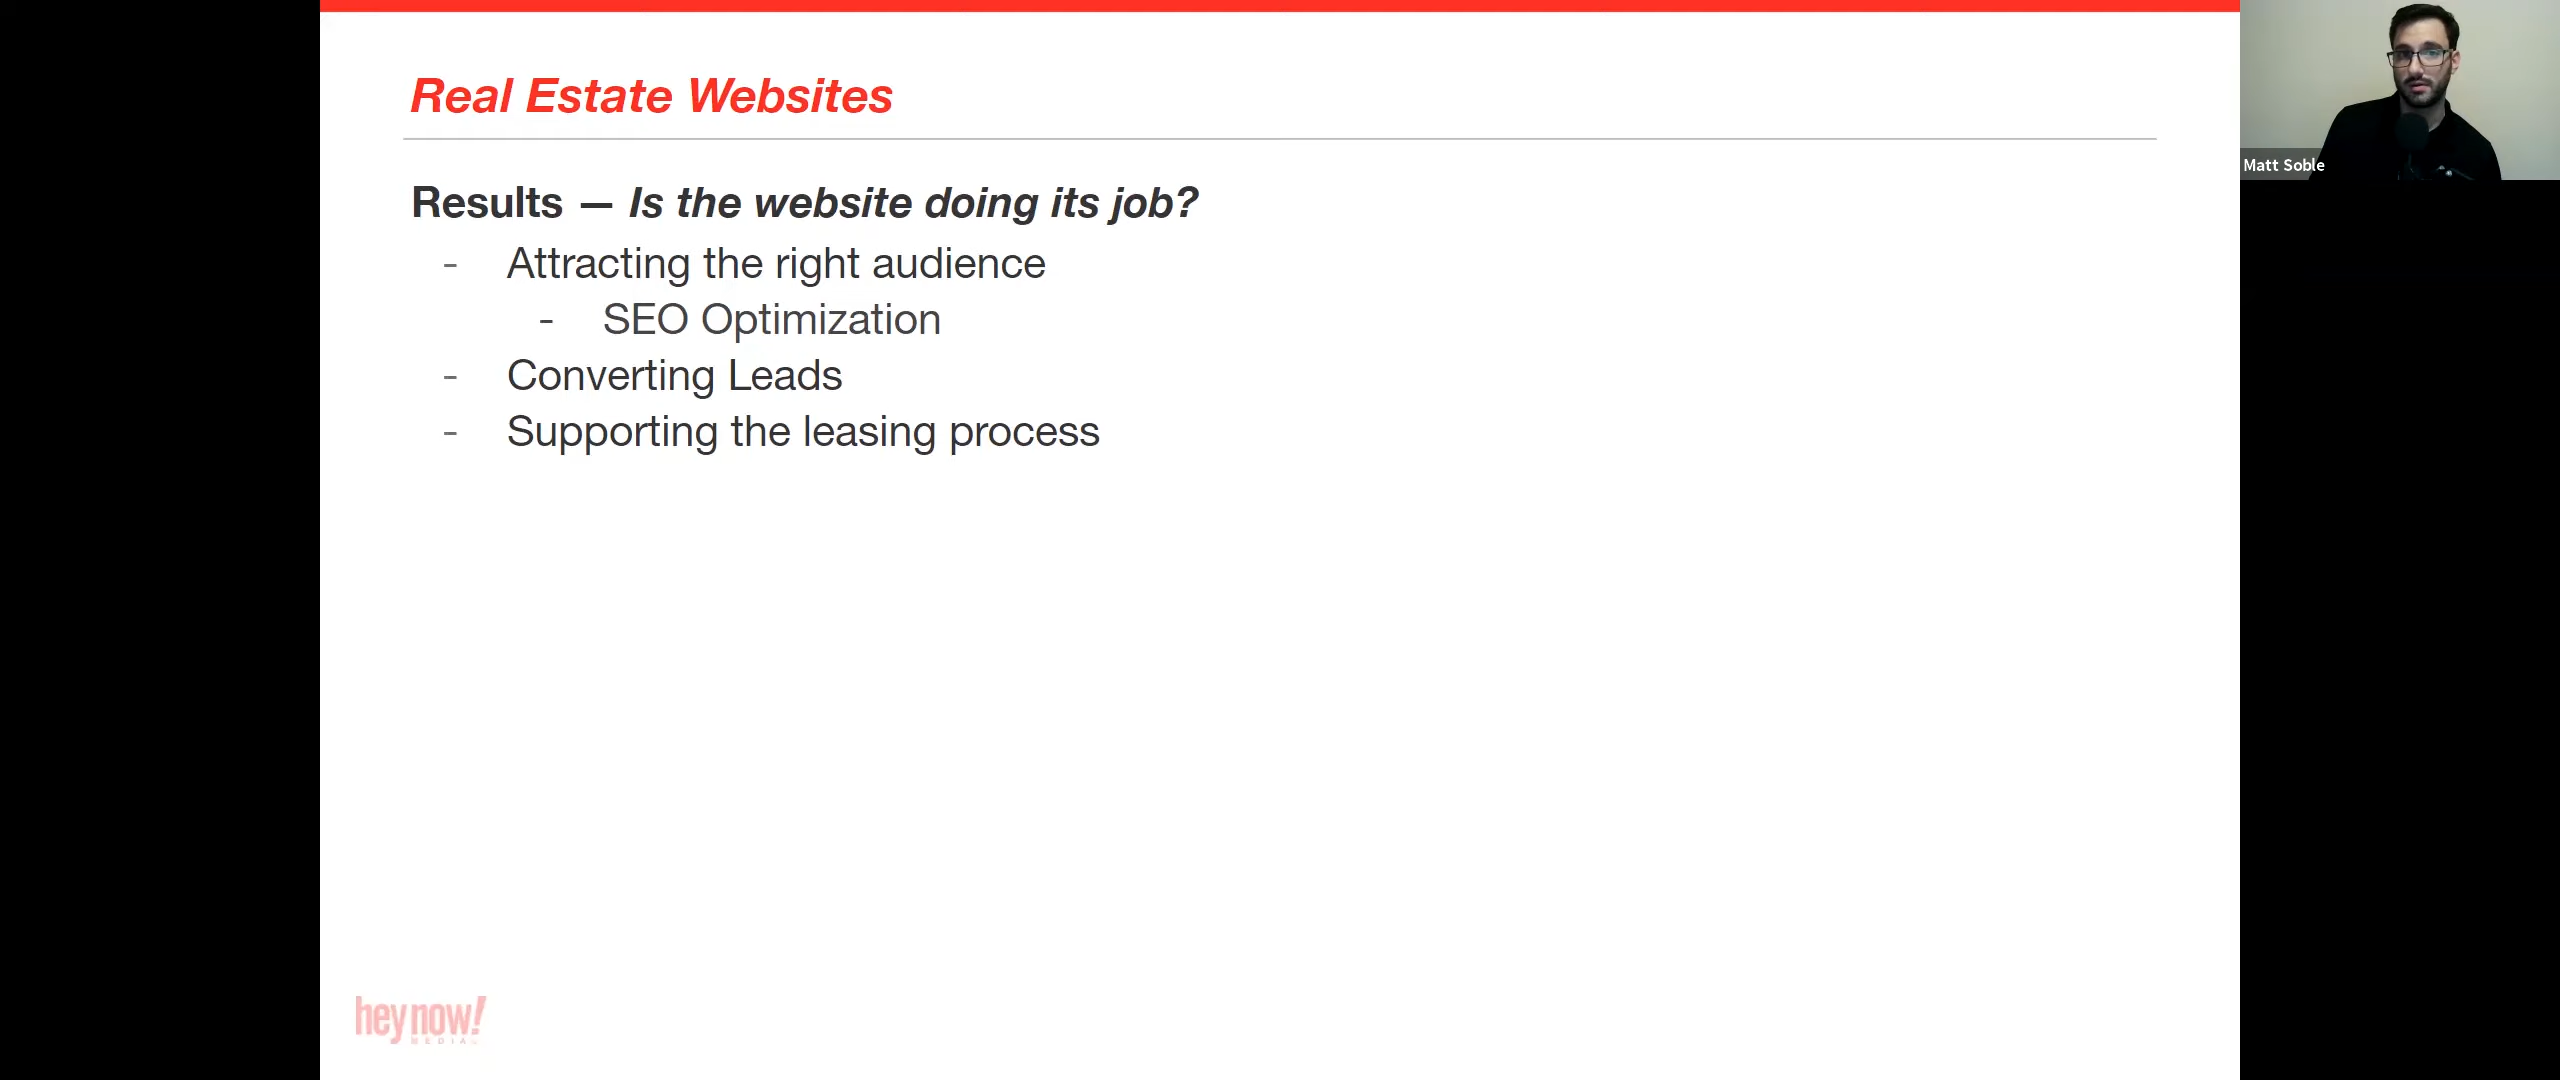 Real Estate Websites
Matt Soble
Results — Is the website doing its job?
- Attracting the right audience
- SEO Optimization
- Converting Leads
- Supporting the leasing process
hey now!
MEDIA